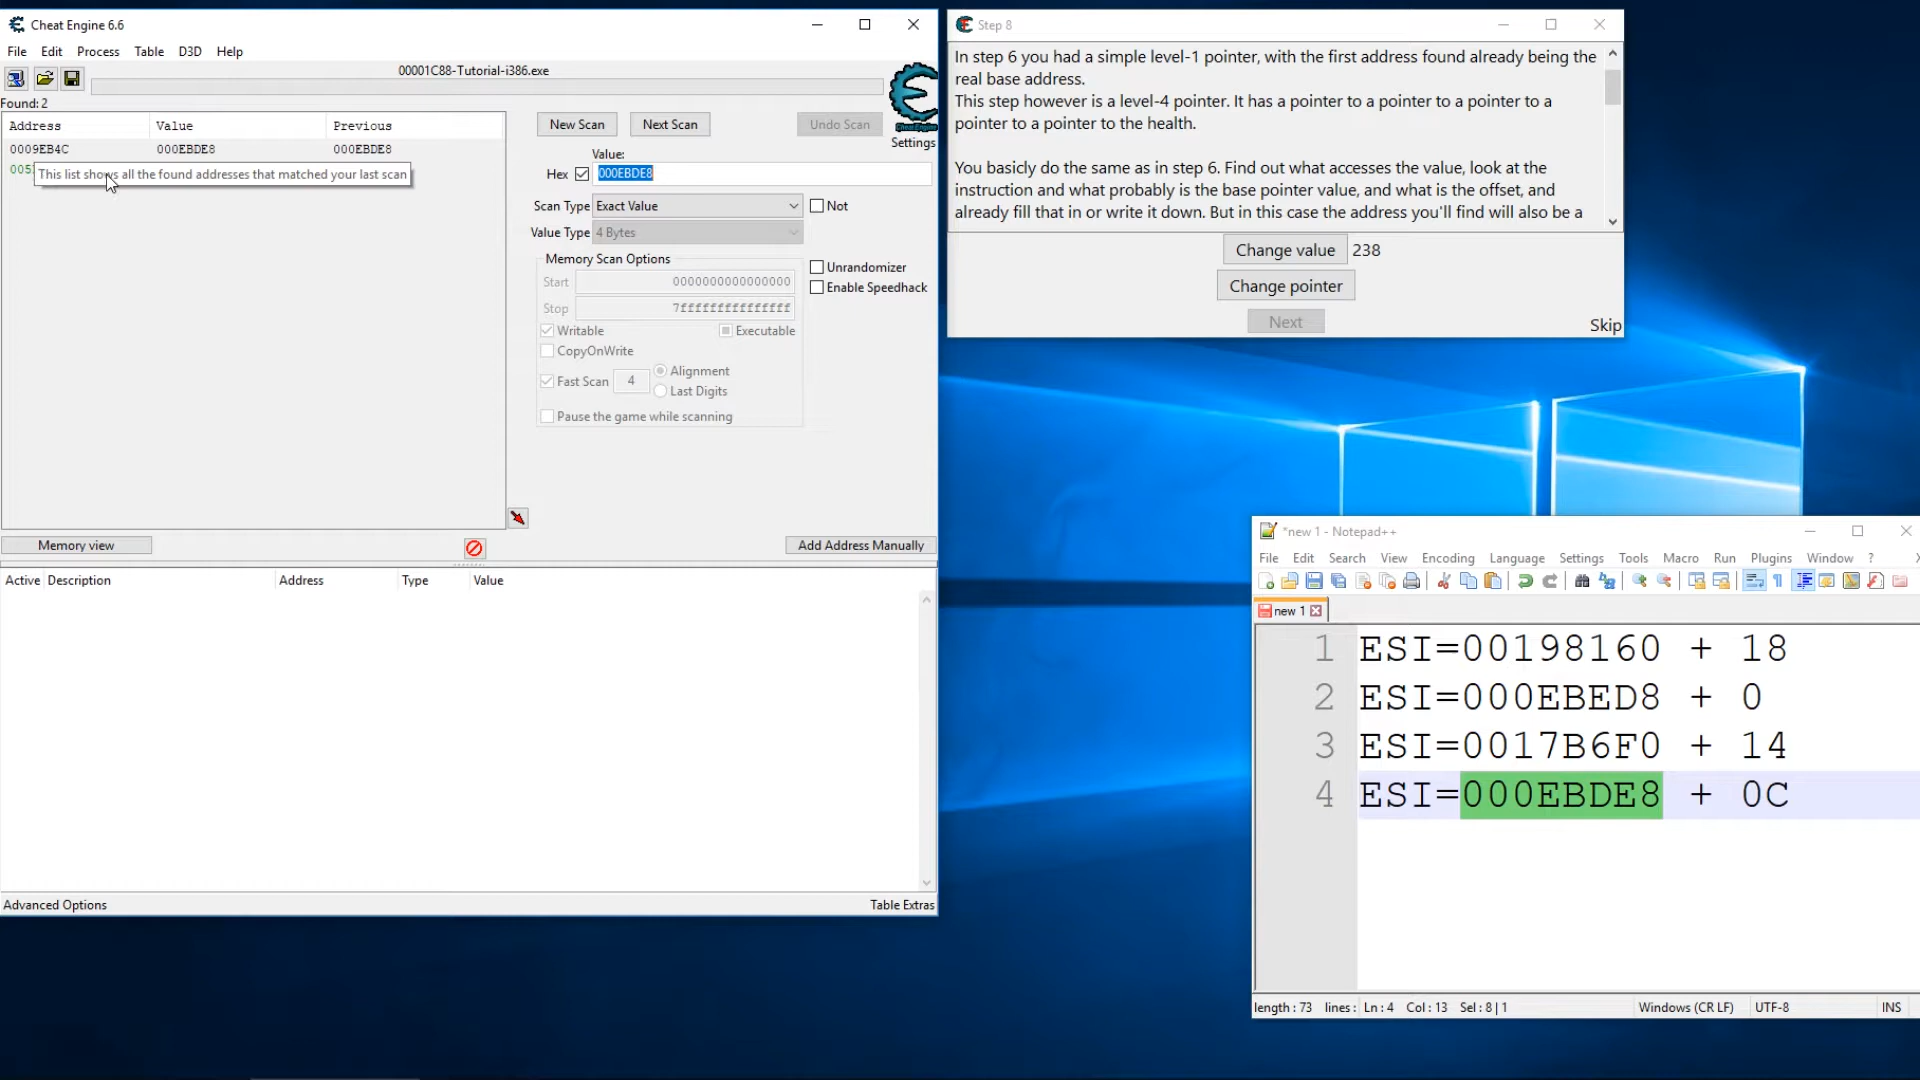 Cheat Engine 6.6
File Edit Process Table D3D Help
00001C88-Tutorial-i386.exe
Found: 2
Address Value Previous
0009EB4C 000EBDE8 000EBDE8
005
This list shows all the found addresses that matched your last scan
New Scan Next Scan Undo Scan
Cheat Engine
Settings
Value:
Hex 000EBDE8
Scan Type Exact Value Not
Value Type 4 Bytes
Memory Scan Options
Start 0000000000000000
Stop 7fffffffffffffff
Writable Executable
CopyOnWrite
Fast Scan 4 Alignment
Last Digits
Pause the game while scanning
Unrandomizer
Enable Speedhack
Memory view Add Address Manually
Active Description Address Type Value
Advanced Options Table Extras
Step 8
In step 6 you had a simple level-1 pointer, with the first address found already being the
real base address.
This step however is a level-4 pointer. It has a pointer to a pointer to a pointer to a
pointer to a pointer to the health.
You basicly do the same as in step 6. Find out what accesses the value, look at the
instruction and what probably is the base pointer value, and what is the offset, and
already fill that in or write it down. But in this case the address you'll find will also be a
Change value 238
Change pointer
Next
Skip
*new 1 - Notepad++
File Edit Search View Encoding Language Settings Tools Macro Run Plugins Window ? X
new 1
1 ESI=00198160 + 18
2 ESI=000EBED8 + 0
3 ESI=0017B6F0 + 14
4 ESI=000EBDE8 + 0C
length : 73 lines : Ln : 4 Col : 13 Sel : 8 | 1 Windows (CR LF) UTF-8 INS